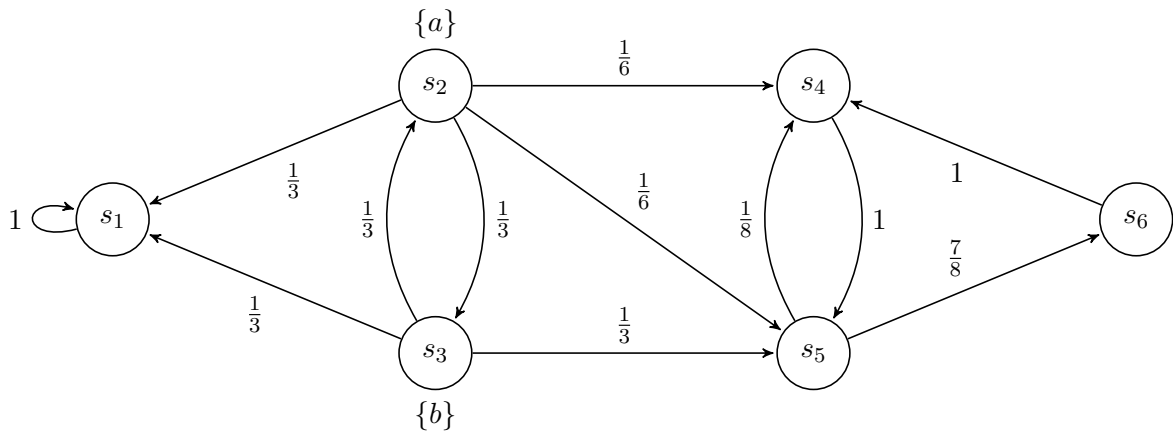 {a}
s₂
1/6
s₄
1/3
1/6
1
1
s₁
1/3
1/3
1/8
1
s₆
7/8
1/3
1/3
s₃
s₅
{b}